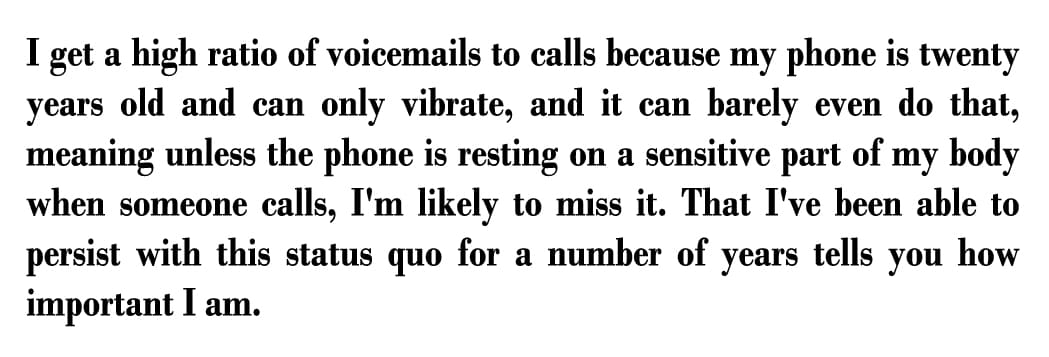 I get a high ratio of voicemails to calls because my phone is twenty
years old and can only vibrate, and it can barely even do that,
meaning unless the phone is resting on a sensitive part of my body
when someone calls, I'm likely to miss it. That I've been able to
persist with this status quo for a number of years tells you how
important I am.